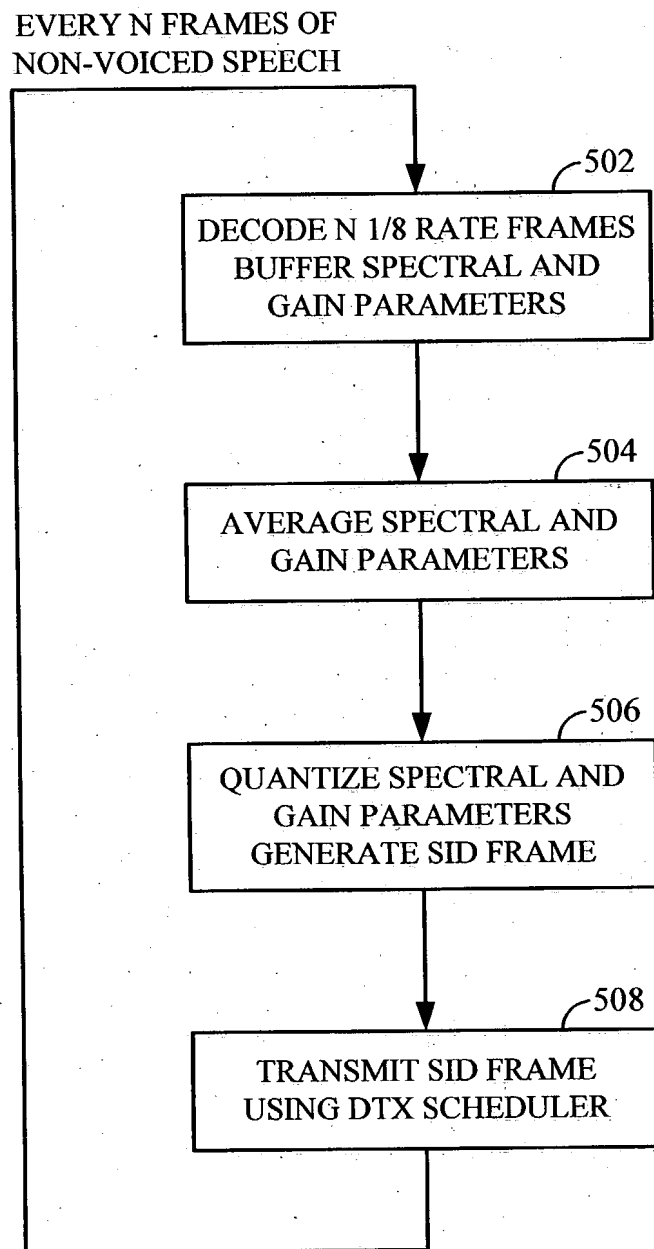 EVERY N FRAMES OF
NON-VOICED SPEECH
502
DECODE N 1/8 RATE FRAMES
BUFFER SPECTRAL AND
GAIN PARAMETERS
504
AVERAGE SPECTRAL AND
GAIN PARAMETERS
506
QUANTIZE SPECTRAL AND
GAIN PARAMETERS
GENERATE SID FRAME
508
TRANSMIT SID FRAME
USING DTX SCHEDULER